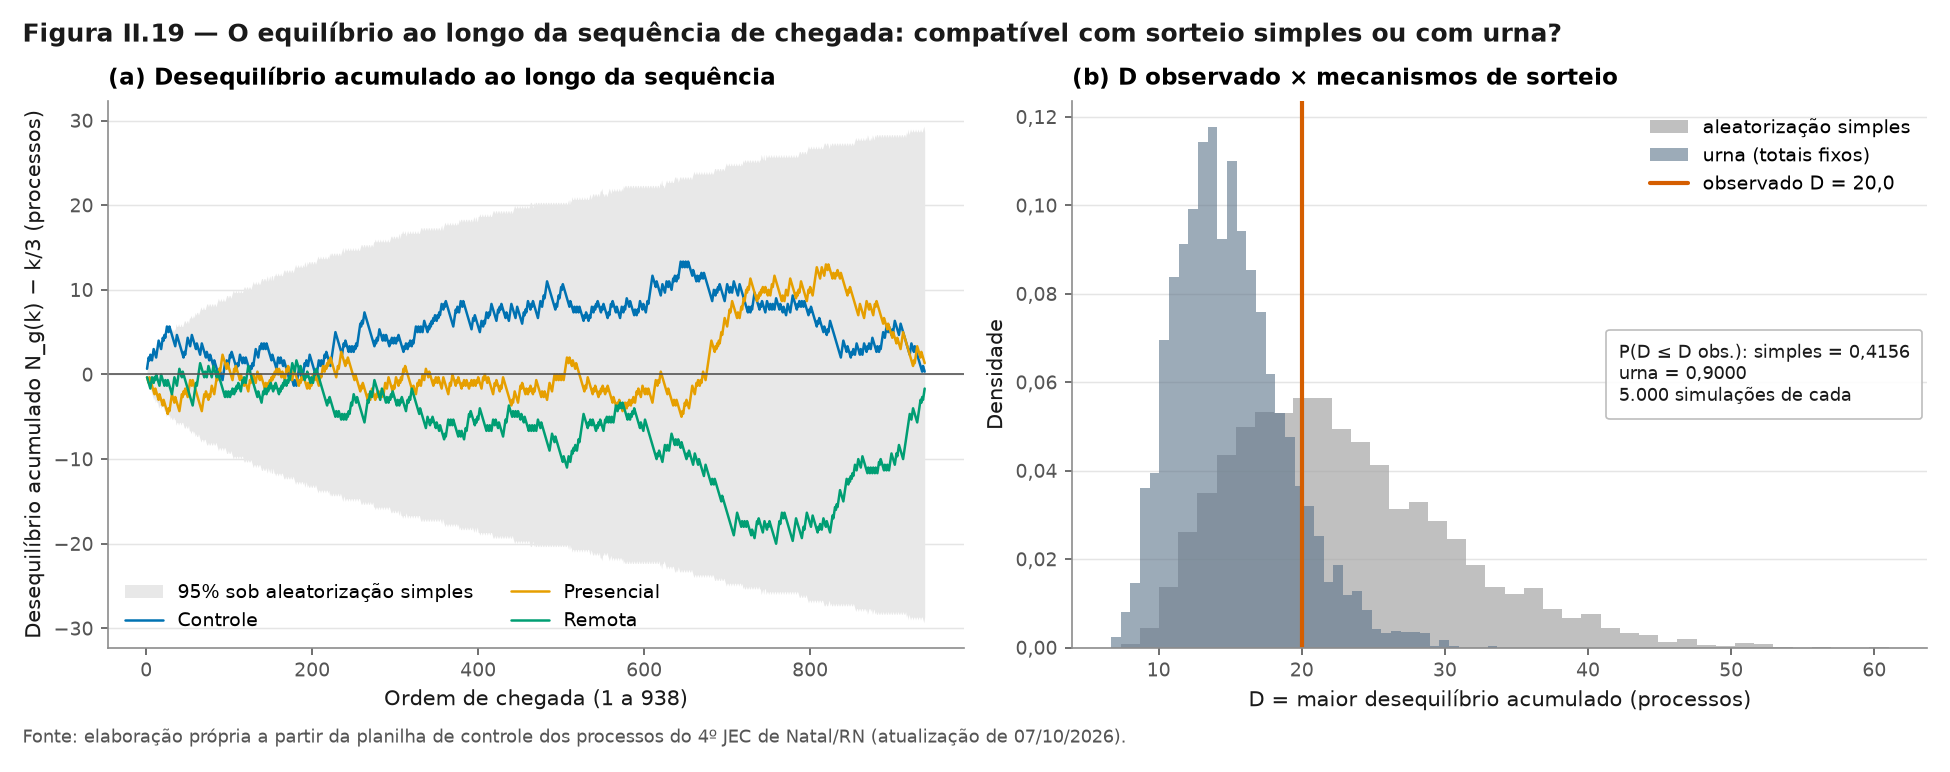 Figura II.19 — O equilíbrio ao longo da sequência de chegada: compatível com sorteio simples ou com urna?
(a) Desequilíbrio acumulado ao longo da sequência
Desequilíbrio acumulado N_g(k) − k/3 (processos)
30
20
10
0
−10
−20
−30
95% sob aleatorização simples
Controle
Presencial
Remota
0 200 400 600 800
Ordem de chegada (1 a 938)
(b) D observado × mecanismos de sorteio
Densidade
0,12
0,10
0,08
0,06
0,04
0,02
0,00
aleatorização simples
urna (totais fixos)
observado D = 20,0
P(D ≤ D obs.): simples = 0,4156
urna = 0,9000
5.000 simulações de cada
10 20 30 40 50 60
D = maior desequilíbrio acumulado (processos)
Fonte: elaboração própria a partir da planilha de controle dos processos do 4º JEC de Natal/RN (atualização de 07/10/2026).